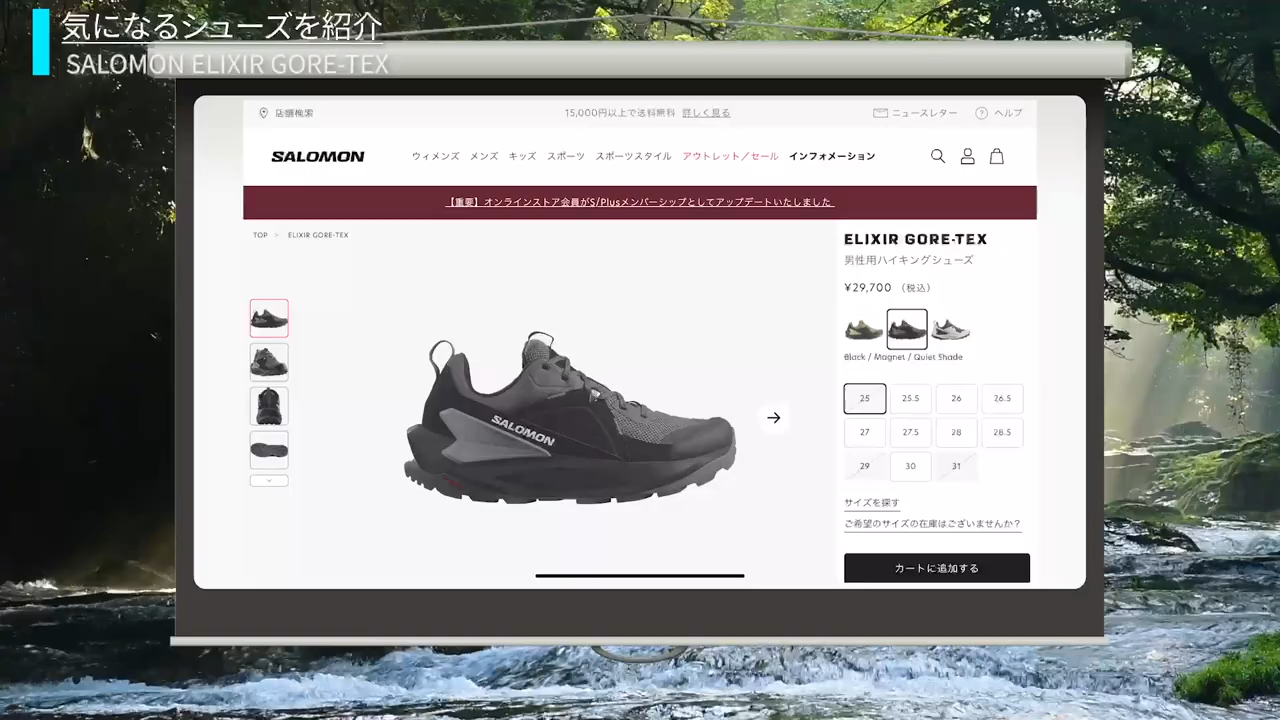 気になるシューズを紹介
SALOMON ELIXIR GORE-TEX
店舗検索
15,000円以上で送料無料 詳しく見る
ニュースレター
ヘルプ
SALOMON
ウィメンズ メンズ キッズ スポーツ スポーツスタイル アウトレット／セール インフォメーション
【重要】オンラインストア会員がS/Plusメンバーシップとしてアップデートいたしました
TOP > ELIXIR GORE-TEX
SALOMON
ELIXIR GORE-TEX
男性用ハイキングシューズ
¥29,700 （税込）
Black / Magnet / Quiet Shade
25 25.5 26 26.5
27 27.5 28 28.5
29 30 31
サイズを探す
ご希望のサイズの在庫はございませんか？
カートに追加する